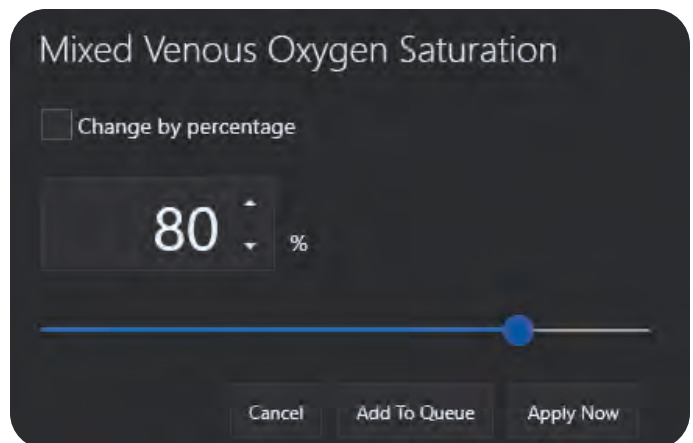 Mixed Venous Oxygen Saturation
Change by percentage
80 %
Cancel Add To Queue Apply Now